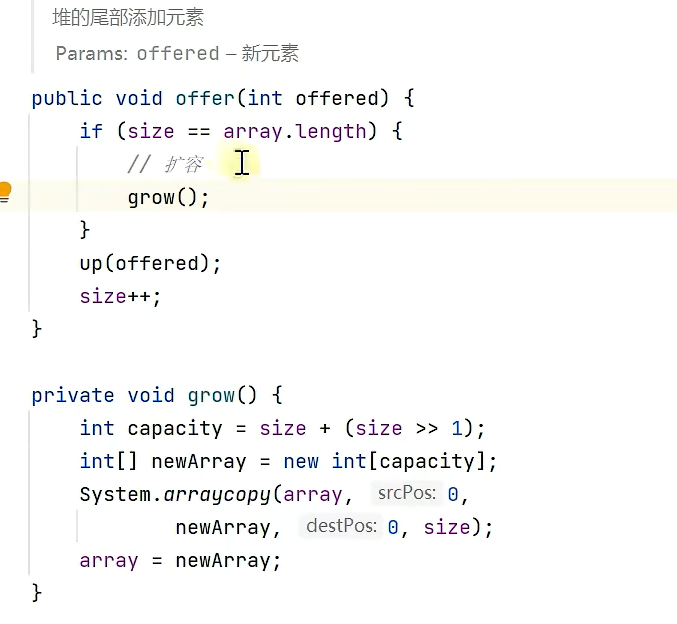 堆的尾部添加元素
Params: offered – 新元素
public void offer(int offered) {
if (size == array.length) {
// 扩容
grow();
}
up(offered);
size++;
}
private void grow() {
int capacity = size + (size >> 1);
int[] newArray = new int[capacity];
System.arraycopy(array, srcPos: 0,
newArray, destPos: 0, size);
array = newArray;
}